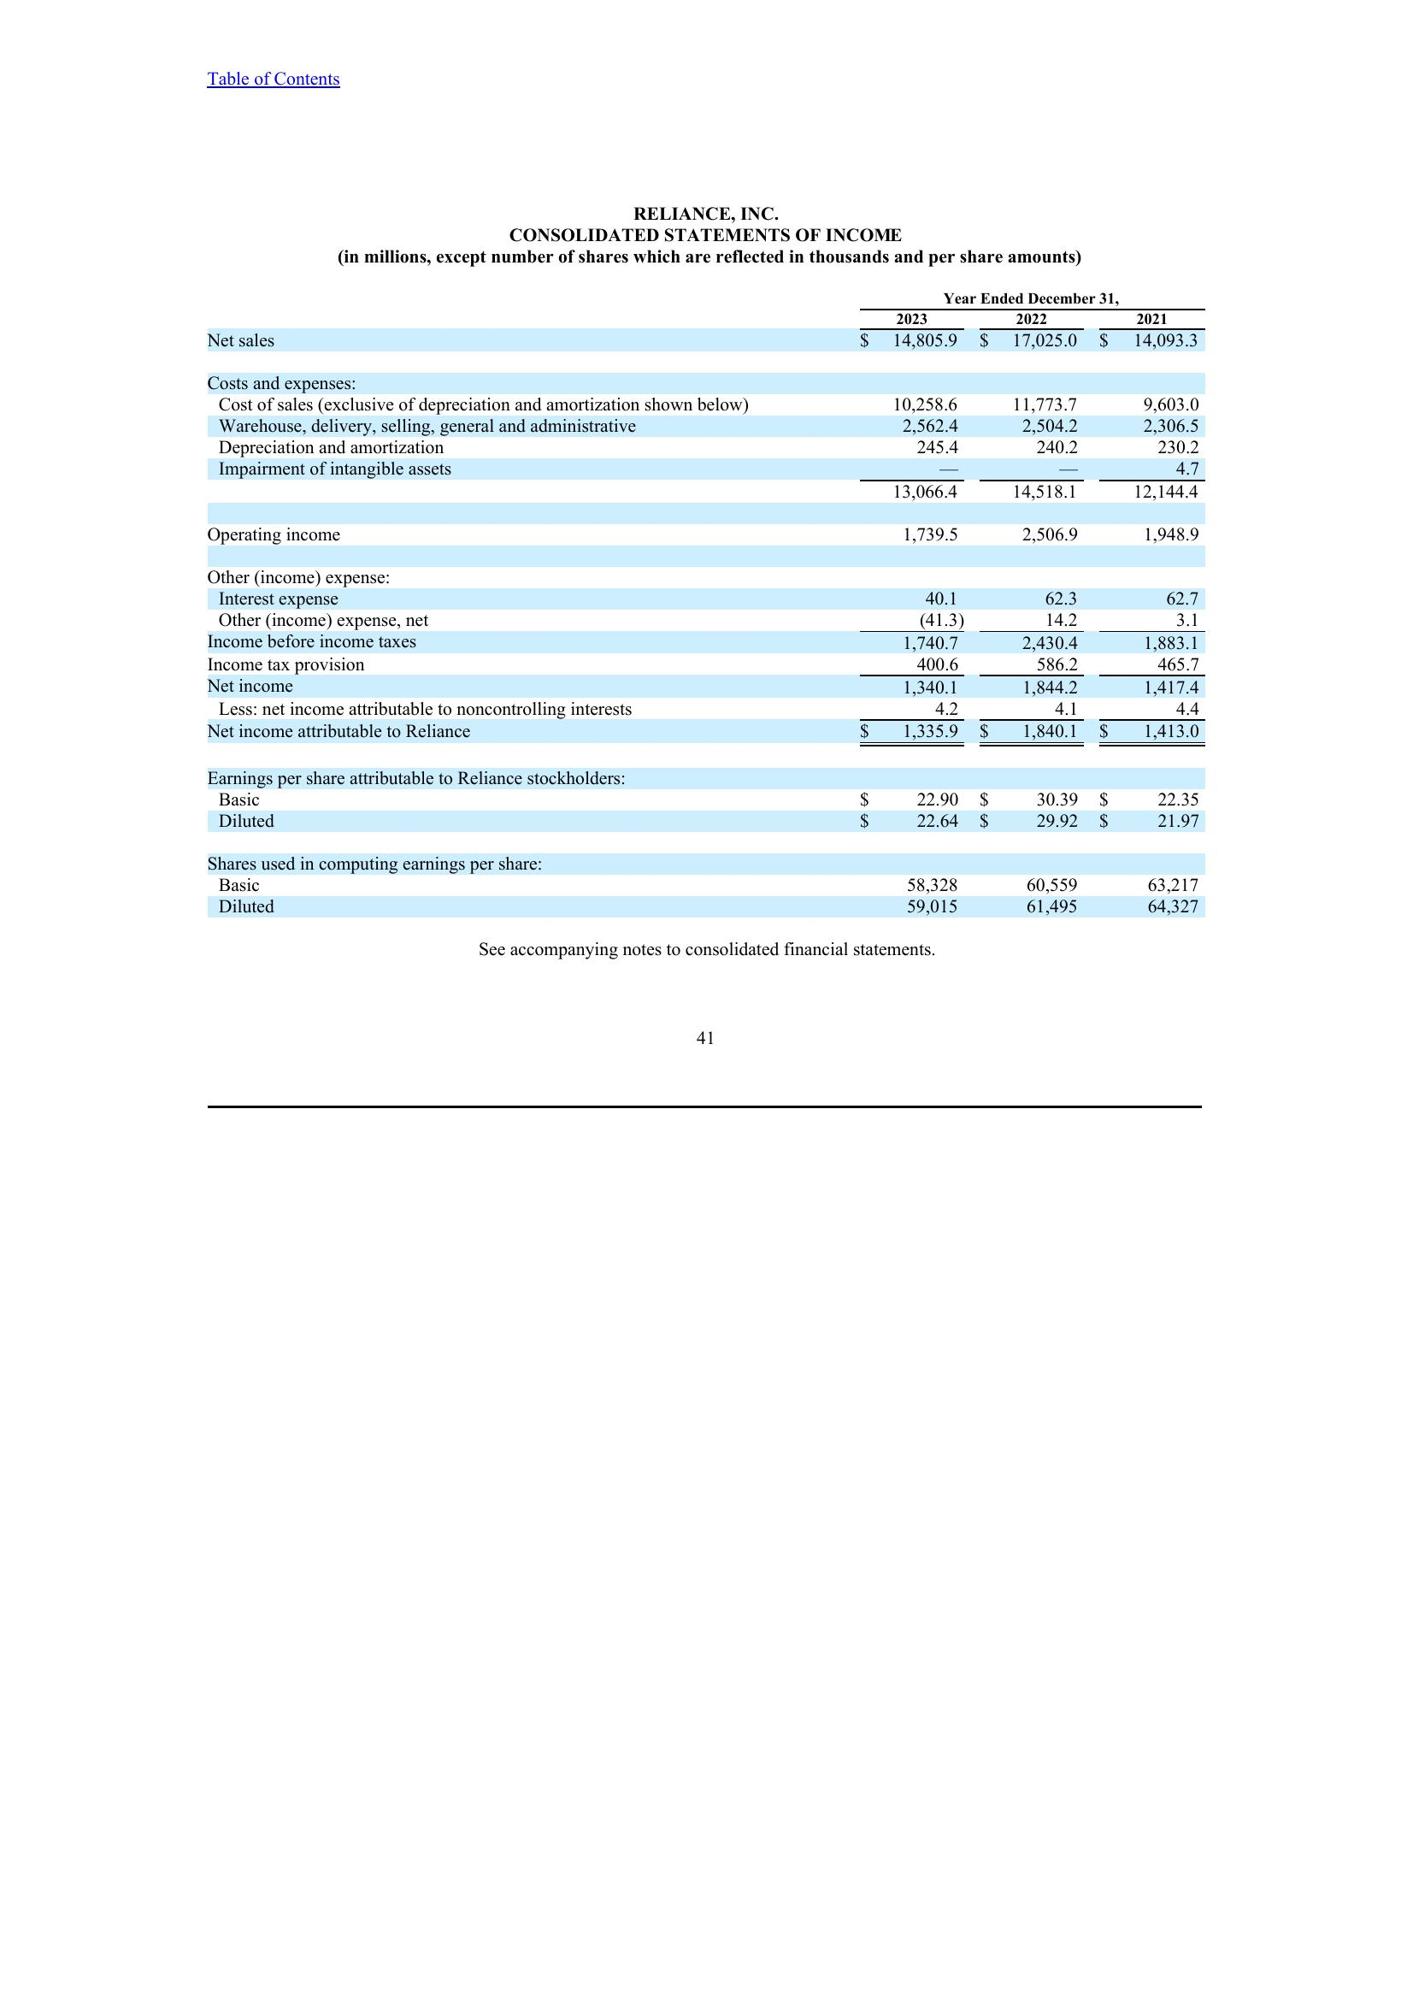 Table of Contents
RELIANCE, INC.
CONSOLIDATED STATEMENTS OF INCOME
(in millions, except number of shares which are reflected in thousands and per share amounts)
Year Ended December 31,
2023 2022 2021
Net sales $ 14,805.9 $ 17,025.0 $ 14,093.3
Costs and expenses:
Cost of sales (exclusive of depreciation and amortization shown below) 10,258.6 11,773.7 9,603.0
Warehouse, delivery, selling, general and administrative 2,562.4 2,504.2 2,306.5
Depreciation and amortization 245.4 240.2 230.2
Impairment of intangible assets — — 4.7
13,066.4 14,518.1 12,144.4
Operating income 1,739.5 2,506.9 1,948.9
Other (income) expense:
Interest expense 40.1 62.3 62.7
Other (income) expense, net (41.3) 14.2 3.1
Income before income taxes 1,740.7 2,430.4 1,883.1
Income tax provision 400.6 586.2 465.7
Net income 1,340.1 1,844.2 1,417.4
Less: net income attributable to noncontrolling interests 4.2 4.1 4.4
Net income attributable to Reliance $ 1,335.9 $ 1,840.1 $ 1,413.0
Earnings per share attributable to Reliance stockholders:
Basic $ 22.90 $ 30.39 $ 22.35
Diluted $ 22.64 $ 29.92 $ 21.97
Shares used in computing earnings per share:
Basic 58,328 60,559 63,217
Diluted 59,015 61,495 64,327
See accompanying notes to consolidated financial statements.
41